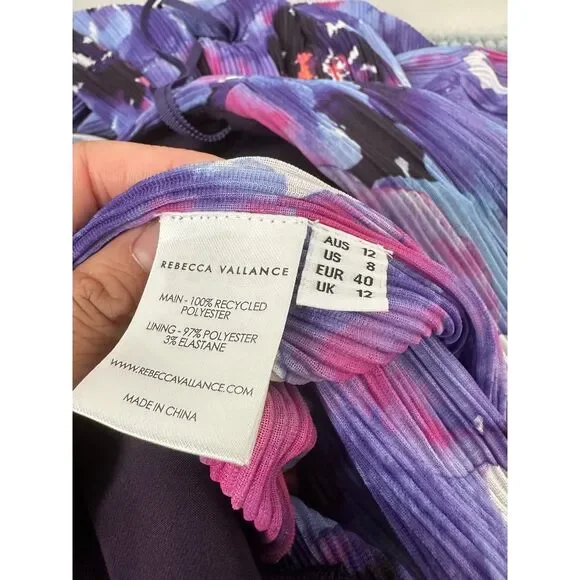 REBECCA VALLANCE
MAIN - 100% RECYCLED
POLYESTER
LINING - 97% POLYESTER
3% ELASTANE
WWW.REBECCAVALLANCE.COM
MADE IN CHINA
AUS 12
US 8
EUR 40
UK 12